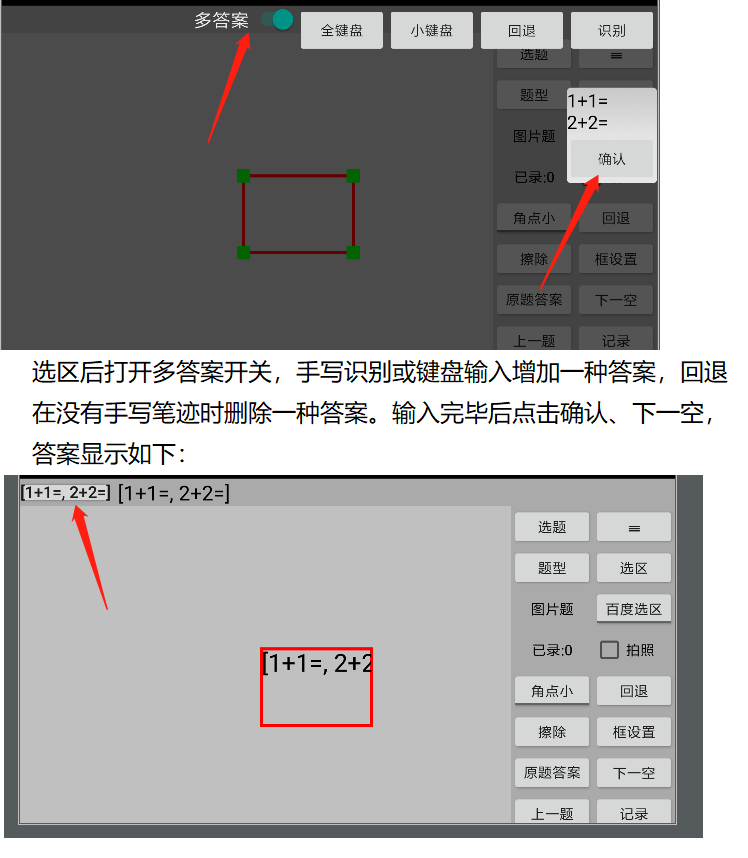 多答案 全键盘 小键盘 回退 识别
选题 ≡
题型
1+1=
2+2=
图片题
确认
已录:0
角点小 回退
擦除 框设置
原题答案 下一空
上一题 记录
选区后打开多答案开关，手写识别或键盘输入增加一种答案，回退
在没有手写笔迹时删除一种答案。输入完毕后点击确认、下一空，
答案显示如下：
[1+1=, 2+2=] [1+1=, 2+2=]
选题 ≡
题型 选区
图片题 百度选区
已录:0 拍照
[1+1=, 2+2
角点小 回退
擦除 框设置
原题答案 下一空
上一题 记录